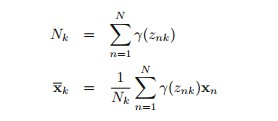 N_k = \sum_{n=1}^{N} \gamma(z_{nk})
\overline{\mathbf{x}}_k = \frac{1}{N_k} \sum_{n=1}^{N} \gamma(z_{nk}) \mathbf{x}_n